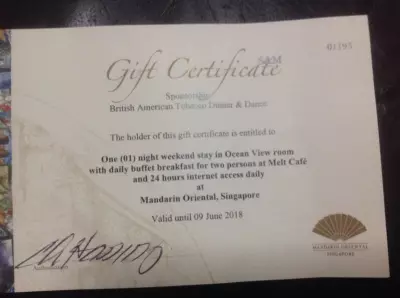 01195
Gift Certificate
British American Tobacco Dinner & Dance
The holder of this gift certificate is entitled to
One (01) night weekend stay in Ocean View room
with daily buffet breakfast for two persons at Melt Café
and 24 hours internet access daily
at
Mandarin Oriental, Singapore
Valid until 09 June 2018
MANDARIN ORIENTAL
SINGAPORE